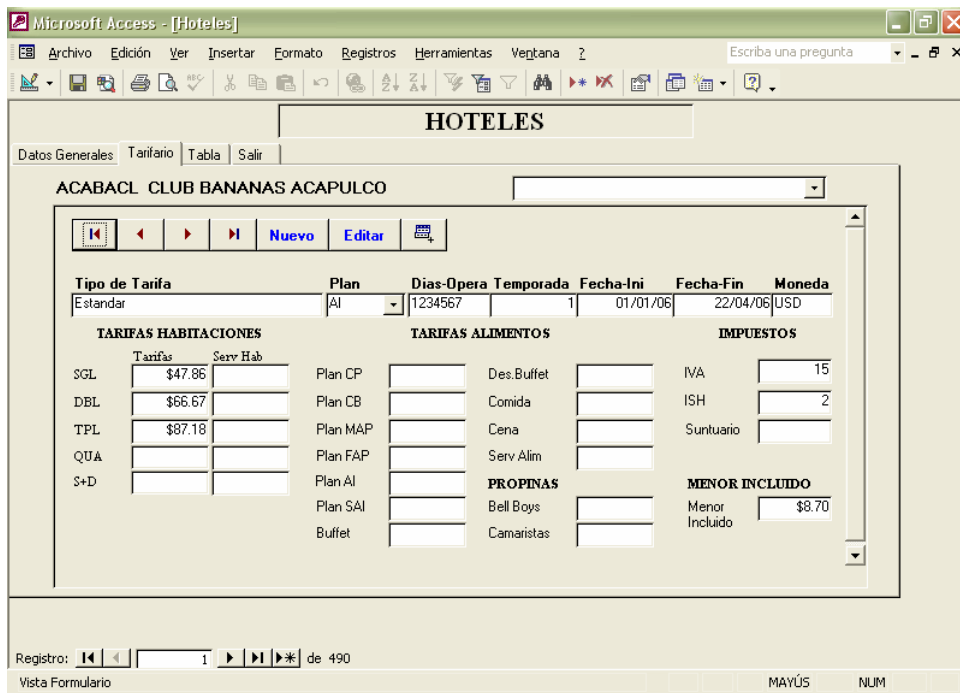 Microsoft Access - [Hoteles]
Archivo Edición Ver Insertar Formato Registros Herramientas Ventana ? Escriba una pregunta
HOTELES
Datos Generales Tarifario Tabla Salir
ACABACL CLUB BANANAS ACAPULCO
Nuevo Editar
Tipo de Tarifa Plan Dias-Opera Temporada Fecha-Ini Fecha-Fin Moneda
Estandar AI 1234567 1 01/01/06 22/04/06 USD
TARIFAS HABITACIONES TARIFAS ALIMENTOS IMPUESTOS
Tarifas Serv Hab
SGL $47.86 Plan CP Des.Buffet IVA 15
DBL $66.67 Plan CB Comida ISH 2
TPL $87.18 Plan MAP Cena Suntuario
QUA Plan FAP Serv Alim
S+D Plan AI PROPINAS MENOR INCLUIDO
Plan SAI Bell Boys Menor Incluido $8.70
Buffet Camaristas
Registro: 1 de 490
Vista Formulario MAYÚS NUM